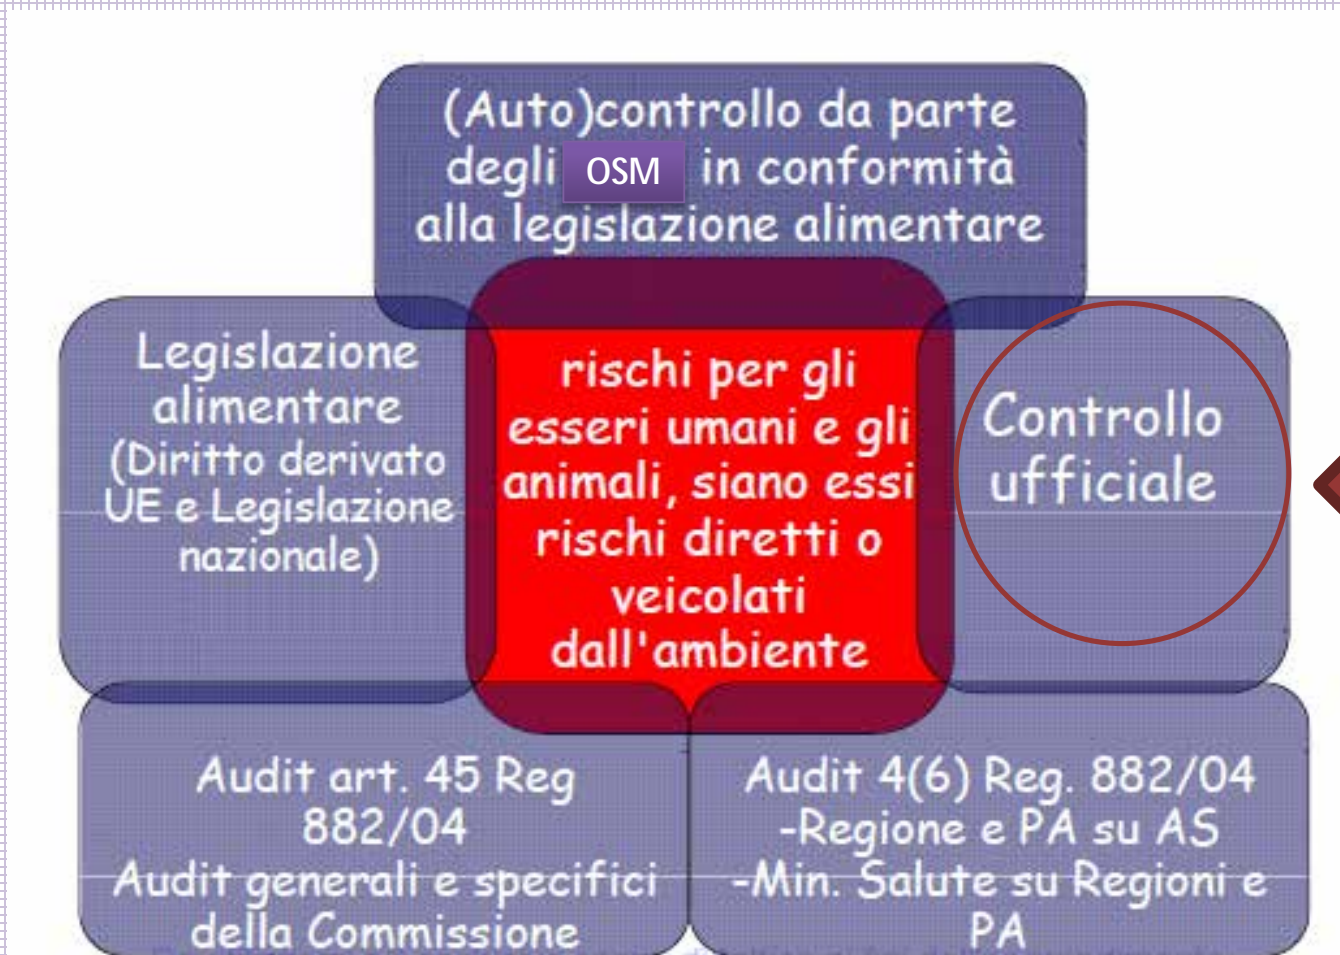 (Auto)controllo da parte
degli OSM in conformità
alla legislazione alimentare
Legislazione
alimentare
(Diritto derivato
UE e Legislazione
nazionale)
rischi per gli
esseri umani e gli
animali, siano essi
rischi diretti o
veicolati
dall'ambiente
Controllo
ufficiale
Audit art. 45 Reg
882/04
Audit generali e specifici
della Commissione
Audit 4(6) Reg. 882/04
-Regione e PA su AS
-Min. Salute su Regioni e
PA